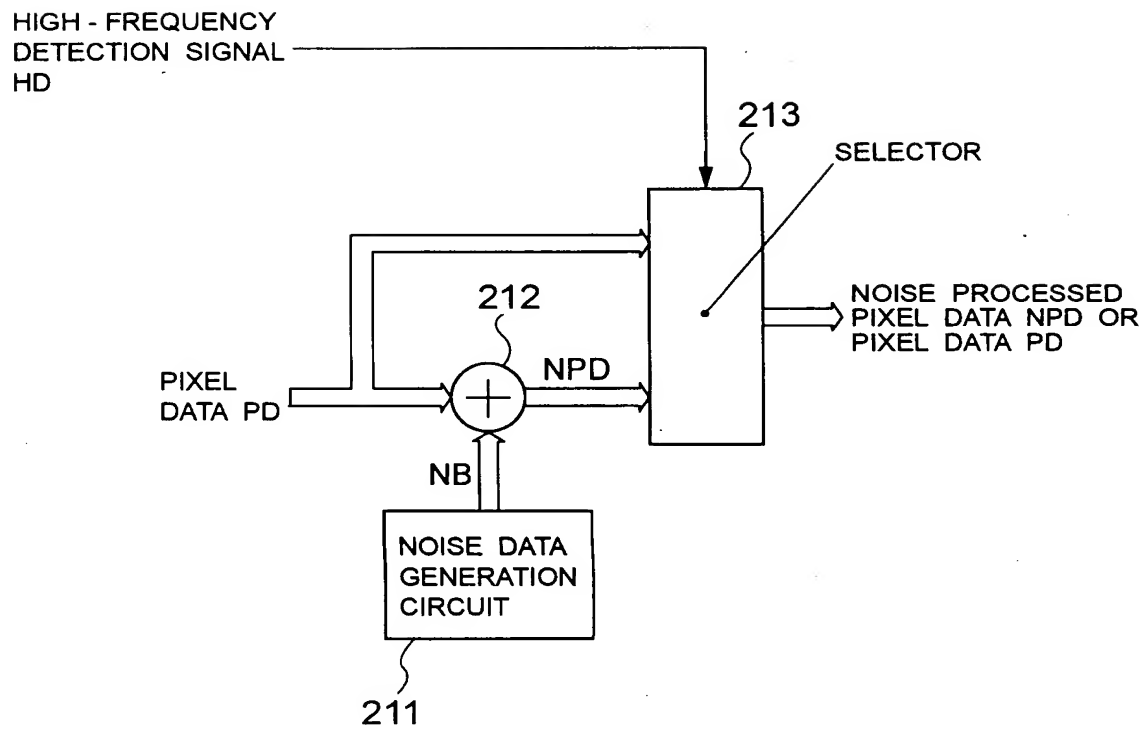 HIGH - FREQUENCY
DETECTION SIGNAL
HD
213
SELECTOR
212
NOISE PROCESSED
PIXEL DATA NPD OR
PIXEL DATA PD
NPD
PIXEL
DATA PD
NB
NOISE DATA
GENERATION
CIRCUIT
211